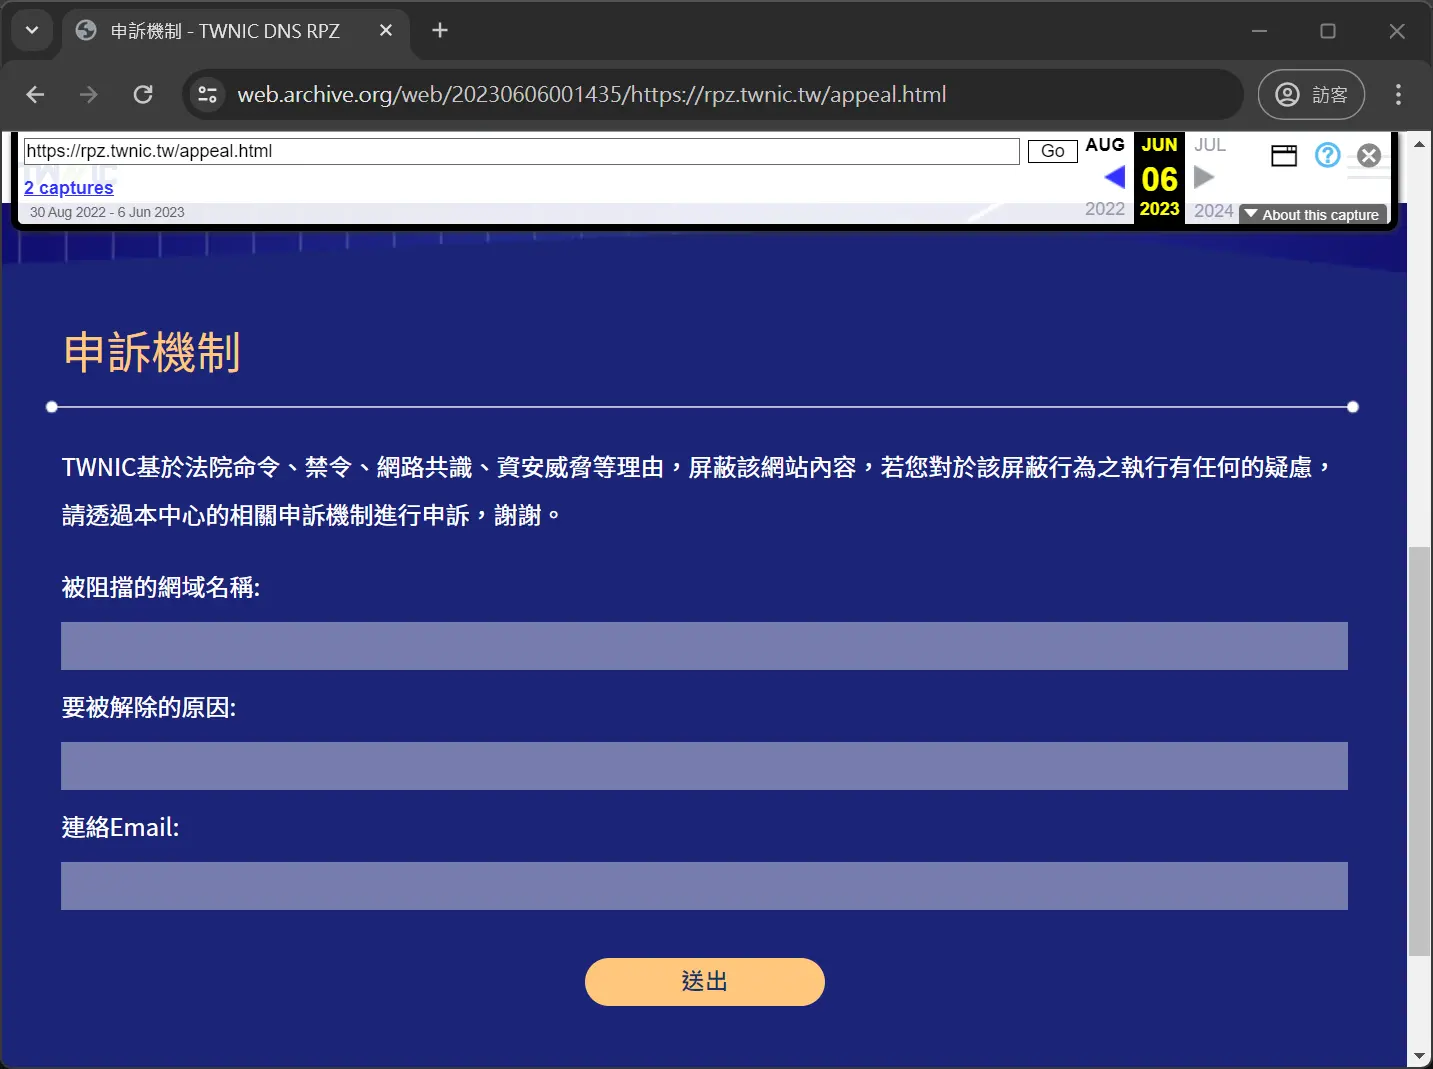 申訴機制 - TWNIC DNS RPZ
web.archive.org/web/20230606001435/https://rpz.twnic.tw/appeal.html
訪客
https://rpz.twnic.tw/appeal.html
Go
AUG
JUN
JUL
2 captures
06
30 Aug 2022 - 6 Jun 2023
2022
2023
2024
About this capture
申訴機制
TWNIC基於法院命令、禁令、網路共識、資安威脅等理由，屏蔽該網站內容，若您對於該屏蔽行為之執行有任何的疑慮，
請透過本中心的相關申訴機制進行申訴，謝謝。
被阻擋的網域名稱:
要被解除的原因:
連絡Email:
送出